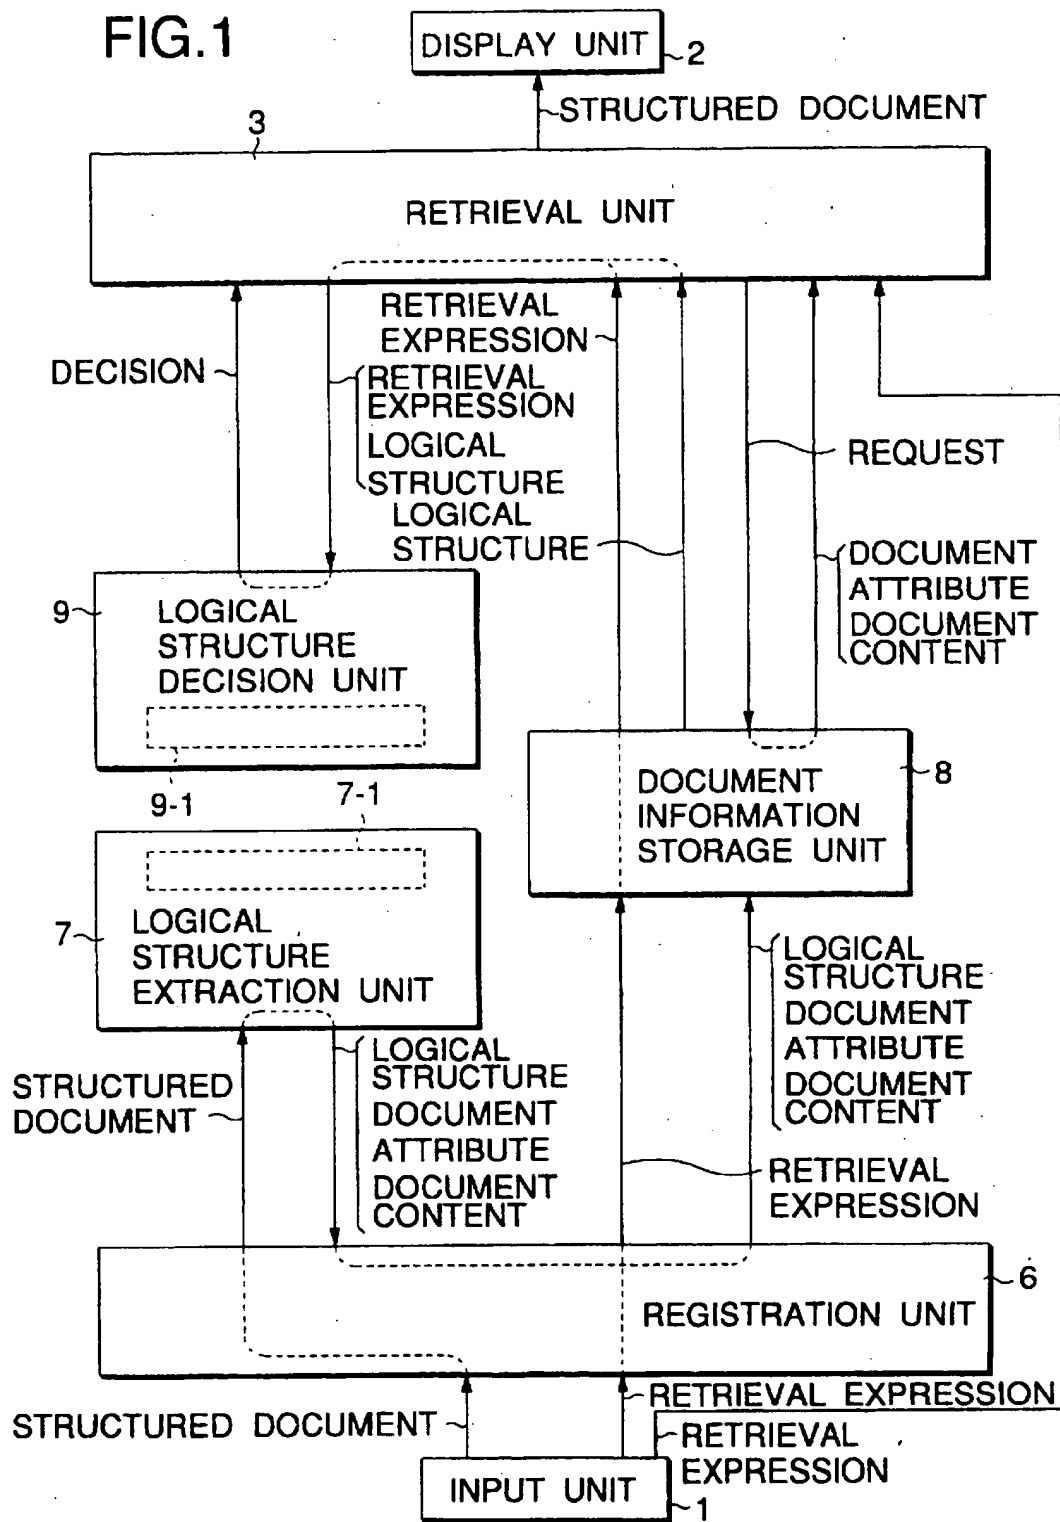 FIG.1
DISPLAY UNIT
2
STRUCTURED DOCUMENT
3
RETRIEVAL UNIT
RETRIEVAL
EXPRESSION
DECISION
RETRIEVAL
EXPRESSION
LOGICAL
STRUCTURE
REQUEST
LOGICAL
STRUCTURE
DOCUMENT
ATTRIBUTE
DOCUMENT
CONTENT
9
LOGICAL
STRUCTURE
DECISION UNIT
9-1
8
DOCUMENT
INFORMATION
STORAGE UNIT
7-1
7
LOGICAL
STRUCTURE
EXTRACTION UNIT
LOGICAL
STRUCTURE
DOCUMENT
ATTRIBUTE
DOCUMENT
CONTENT
STRUCTURED
DOCUMENT
LOGICAL
STRUCTURE
DOCUMENT
ATTRIBUTE
DOCUMENT
CONTENT
RETRIEVAL
EXPRESSION
6
REGISTRATION UNIT
STRUCTURED DOCUMENT
RETRIEVAL EXPRESSION
RETRIEVAL
EXPRESSION
INPUT UNIT
1